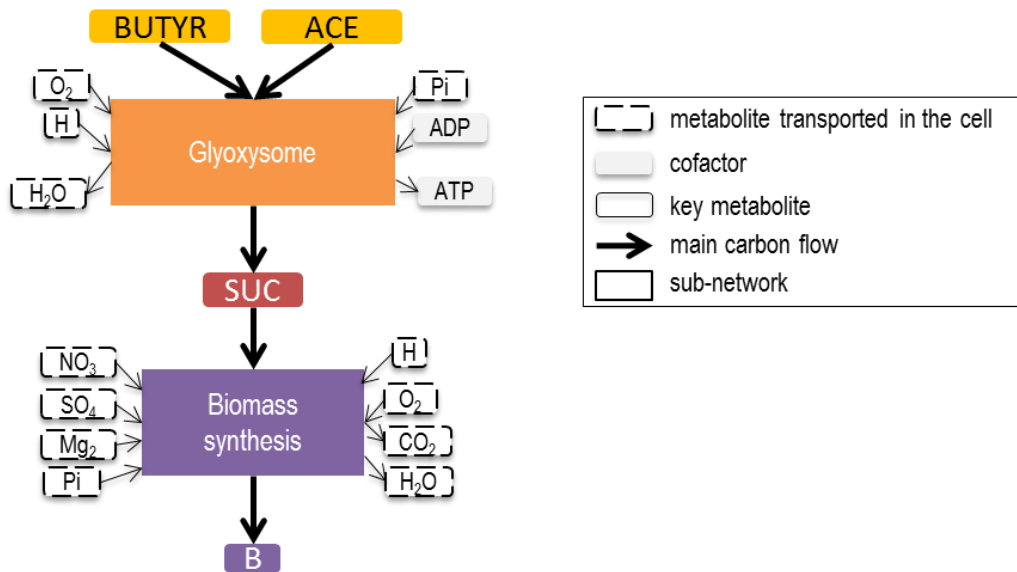 BUTYR ACE
O₂
H
H₂O
Pi
ADP
ATP
Glyoxysome
SUC
NO₃
SO₄
Mg₂
Pi
H
O₂
CO₂
H₂O
Biomass
synthesis
B
metabolite transported in the cell
cofactor
key metabolite
main carbon flow
sub-network